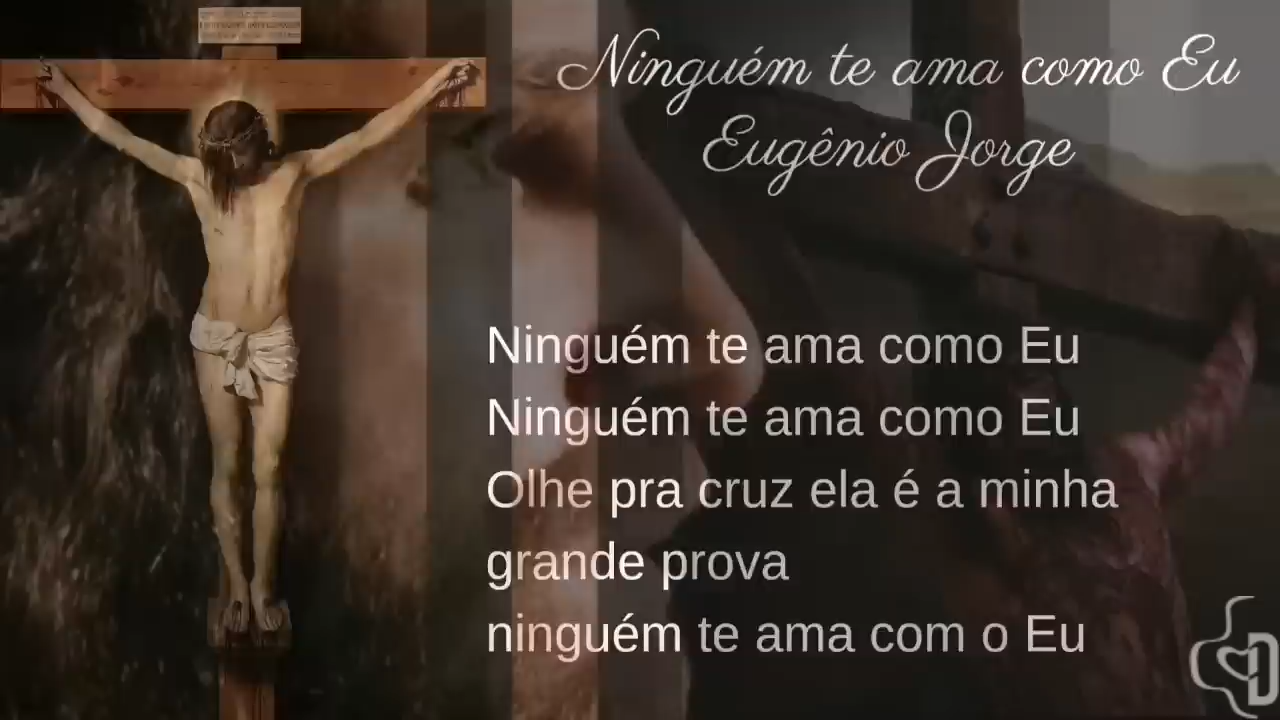 Ninguém te ama como Eu
Eugênio Jorge
Ninguém te ama como Eu
Ninguém te ama como Eu
Olhe pra cruz ela é a minha
grande prova
ninguém te ama com o Eu
D